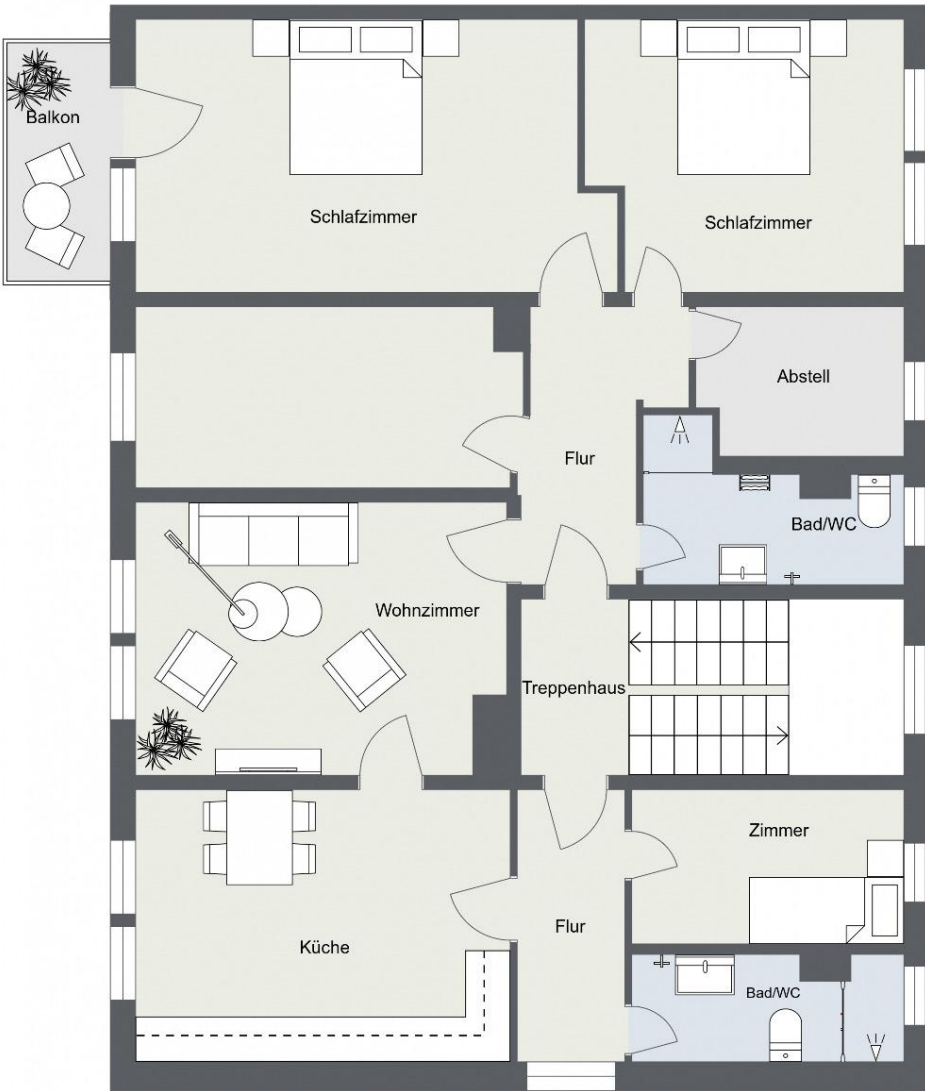 Balkon
Schlafzimmer
Schlafzimmer
Abstell
Flur
Bad/WC
Wohnzimmer
Treppenhaus
Zimmer
Küche
Flur
Bad/WC